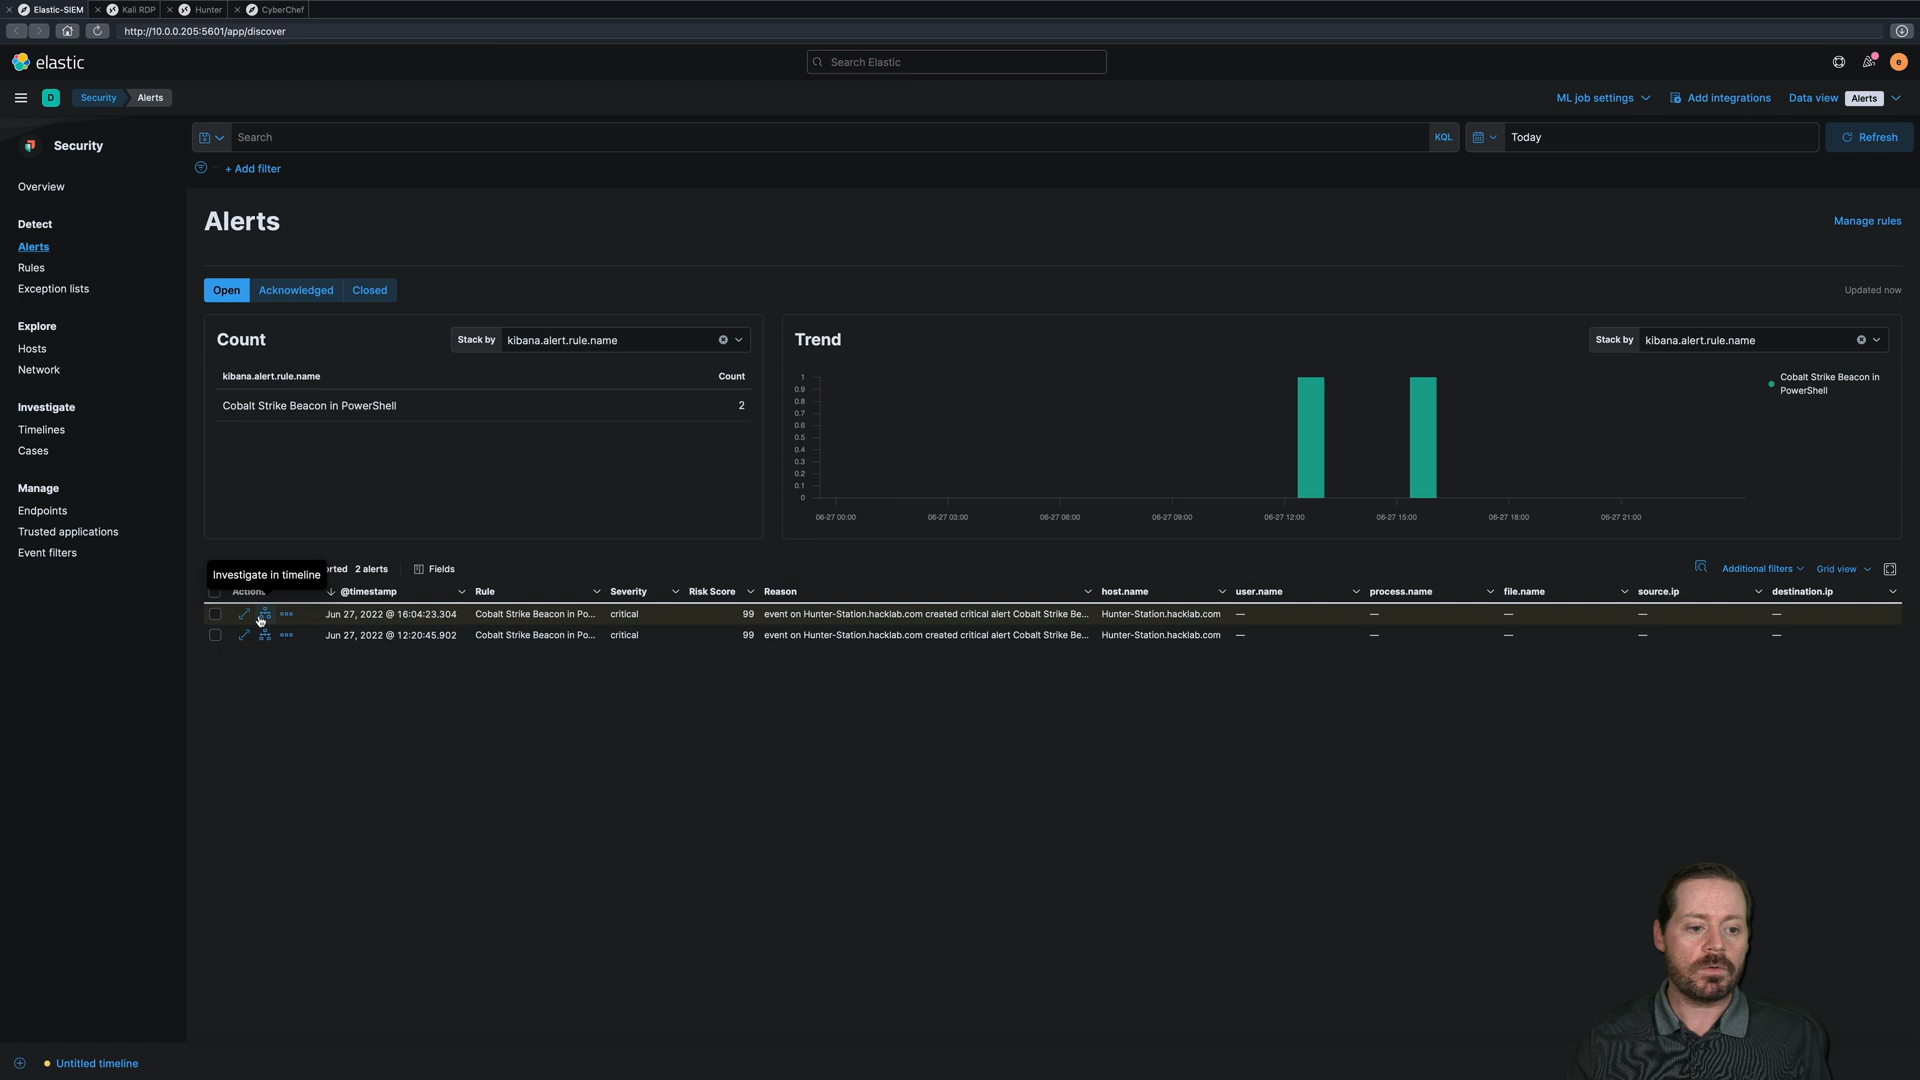 Elastic-SIEM
Kali RDP
Hunter
CyberChef
http://10.0.0.205:5601/app/discover
elastic
Search Elastic
e
D
Security
Alerts
ML job settings
Add integrations
Data view
Alerts
Security
Search
KQL
Today
Refresh
+ Add filter
Overview
Detect
Alerts
Rules
Exception lists
Explore
Hosts
Network
Investigate
Timelines
Cases
Manage
Endpoints
Trusted applications
Event filters
Alerts
Manage rules
Open
Acknowledged
Closed
Updated now
Count
Stack by
kibana.alert.rule.name
kibana.alert.rule.name
Count
Cobalt Strike Beacon in PowerShell
2
Trend
Stack by
kibana.alert.rule.name
1
0.9
0.8
0.7
0.6
0.5
0.4
0.3
0.2
0.1
0
06-27 00:00
06-27 03:00
06-27 06:00
06-27 09:00
06-27 12:00
06-27 15:00
06-27 18:00
06-27 21:00
Cobalt Strike Beacon in
PowerShell
Investigate in timeline
orted
2 alerts
Fields
Additional filters
Grid view
Actions
@timestamp
Rule
Severity
Risk Score
Reason
host.name
user.name
process.name
file.name
source.ip
destination.ip
Jun 27, 2022 @ 16:04:23.304 Cobalt Strike Beacon in Po... critical 99 event on Hunter-Station.hacklab.com created critical alert Cobalt Strike Be... Hunter-Station.hacklab.com — — — — —
Jun 27, 2022 @ 12:20:45.902 Cobalt Strike Beacon in Po... critical 99 event on Hunter-Station.hacklab.com created critical alert Cobalt Strike Be... Hunter-Station.hacklab.com — — — — —
Untitled timeline